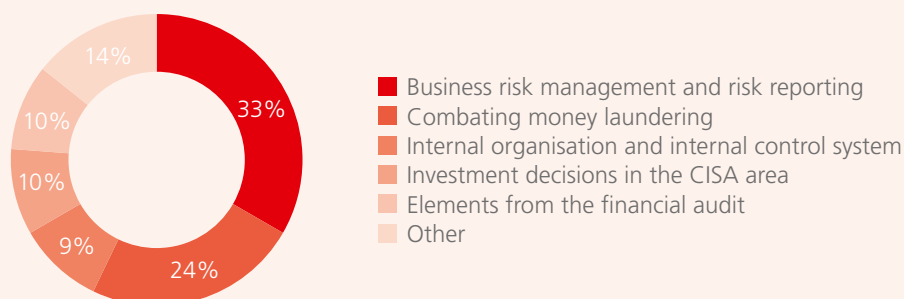 14%
33%
10%
10%
9%
24%
Business risk management and risk reporting
Combating money laundering
Internal organisation and internal control system
Investment decisions in the CISA area
Elements from the financial audit
Other